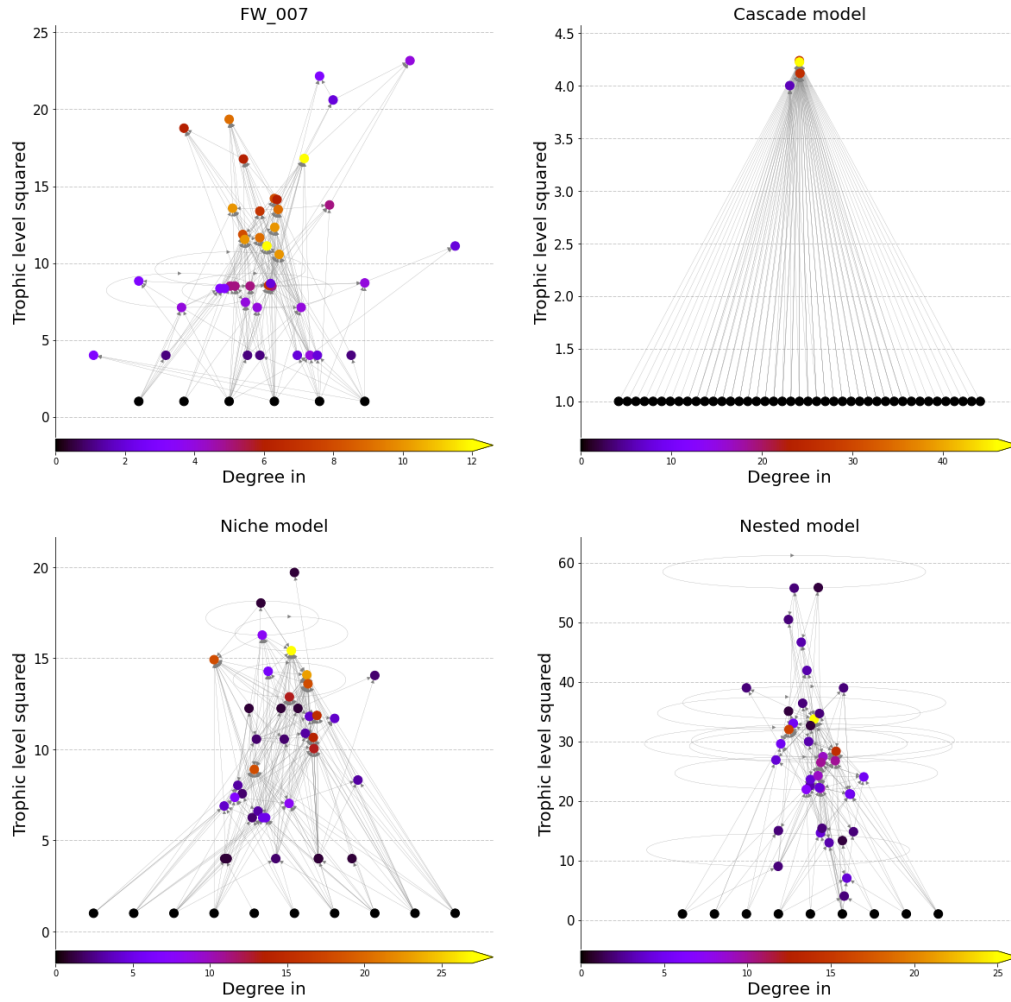 FW_007
Trophic level squared
25
20
15
10
5
0
0 2 4 6 8 10 12
Degree in
Cascade model
Trophic level squared
4.5
4.0
3.5
3.0
2.5
2.0
1.5
1.0
0 10 20 30 40
Degree in
Niche model
Trophic level squared
20
15
10
5
0
0 5 10 15 20 25
Degree in
Nested model
Trophic level squared
60
50
40
30
20
10
0
0 5 10 15 20 25
Degree in